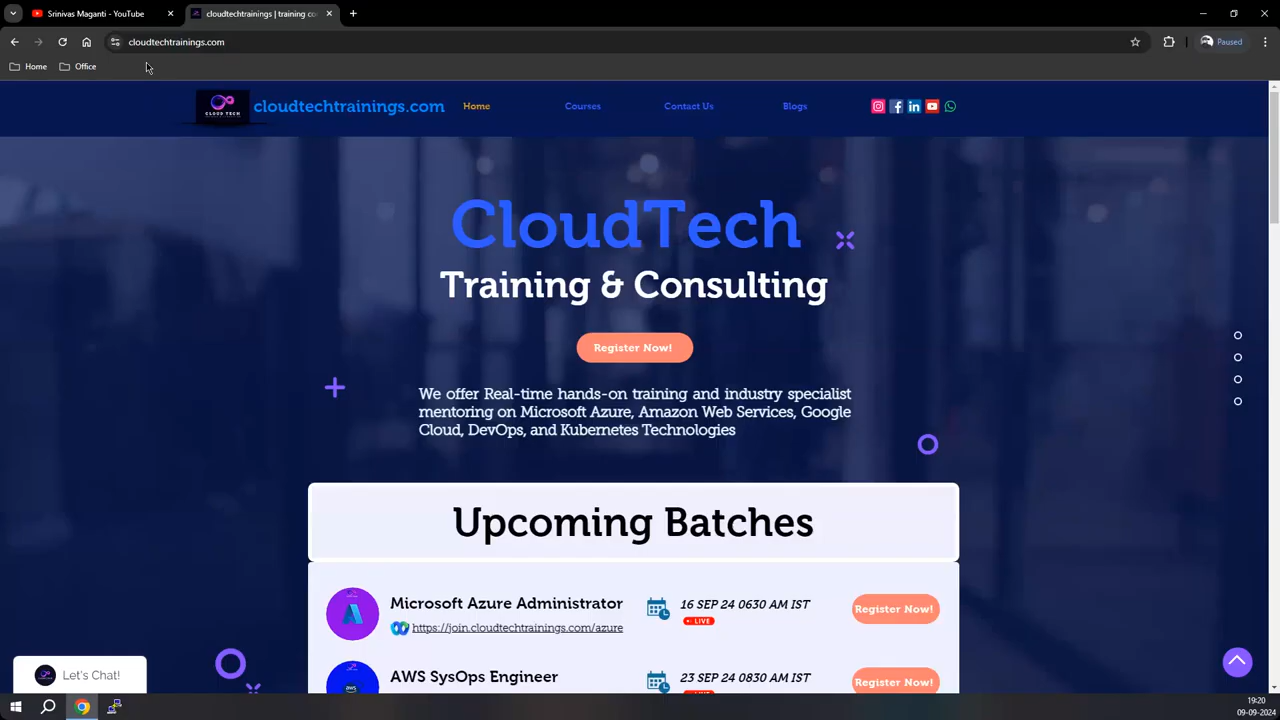 Srinivas Maganti - YouTube
cloudtechtrainings | training co
cloudtechtrainings.com
Paused
Home
Office
CLOUD TECH
cloudtechtrainings.com
Home
Courses
Contact Us
Blogs
CloudTech
Training & Consulting
Register Now!
We offer Real-time hands-on training and industry specialist
mentoring on Microsoft Azure, Amazon Web Services, Google
Cloud, DevOps, and Kubernetes Technologies
Upcoming Batches
Microsoft Azure Administrator
16 SEP 24 0630 AM IST
Register Now!
https://join.cloudtechtrainings.com/azure
LIVE
AWS SysOps Engineer
23 SEP 24 0830 AM IST
Register Now!
Let's Chat!
19:20
09-09-2024